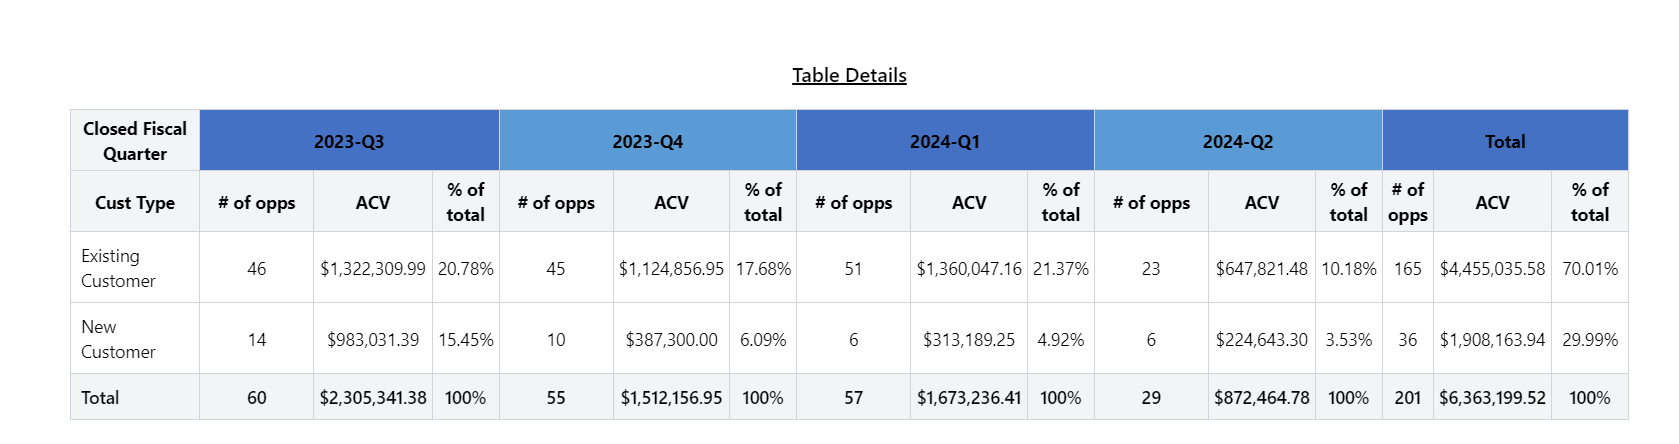 Table Details
Closed Fiscal
Quarter
2023-Q3
2023-Q4
2024-Q1
2024-Q2
Total
Cust Type
# of opps
ACV
% of
total
# of opps
ACV
% of
total
# of opps
ACV
% of
total
# of opps
ACV
% of
total
# of
opps
ACV
% of
total
Existing
Customer
46
$1,322,309.99
20.78%
45
$1,124,856.95
17.68%
51
$1,360,047.16
21.37%
23
$647,821.48
10.18%
165
$4,455,035.58
70.01%
New
Customer
14
$983,031.39
15.45%
10
$387,300.00
6.09%
6
$313,189.25
4.92%
6
$224,643.30
3.53%
36
$1,908,163.94
29.99%
Total
60
$2,305,341.38
100%
55
$1,512,156.95
100%
57
$1,673,236.41
100%
29
$872,464.78
100%
201
$6,363,199.52
100%